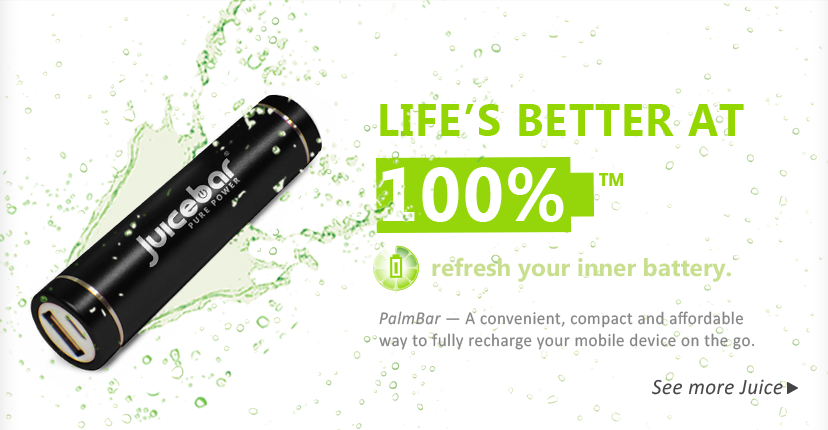 juicebar®
PURE POWER
LIFE'S BETTER AT
100% ™
refresh your inner battery.
PalmBar — A convenient, compact and affordable
way to fully recharge your mobile device on the go.
See more Juice